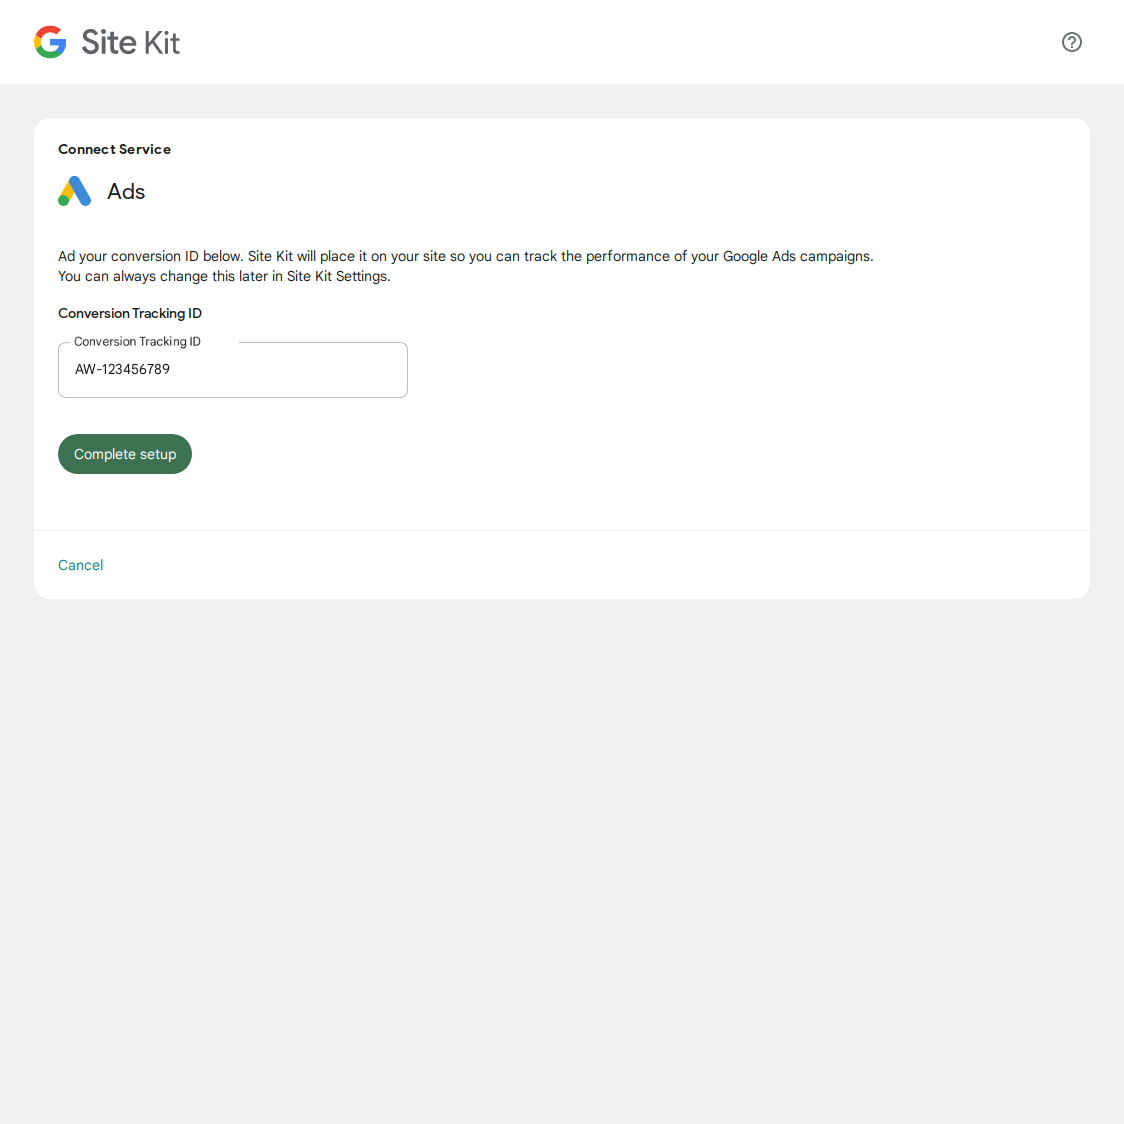 Site Kit
Connect Service
Ads
Ad your conversion ID below. Site Kit will place it on your site so you can track the performance of your Google Ads campaigns.
You can always change this later in Site Kit Settings.
Conversion Tracking ID
Conversion Tracking ID
AW-123456789
Complete setup
Cancel